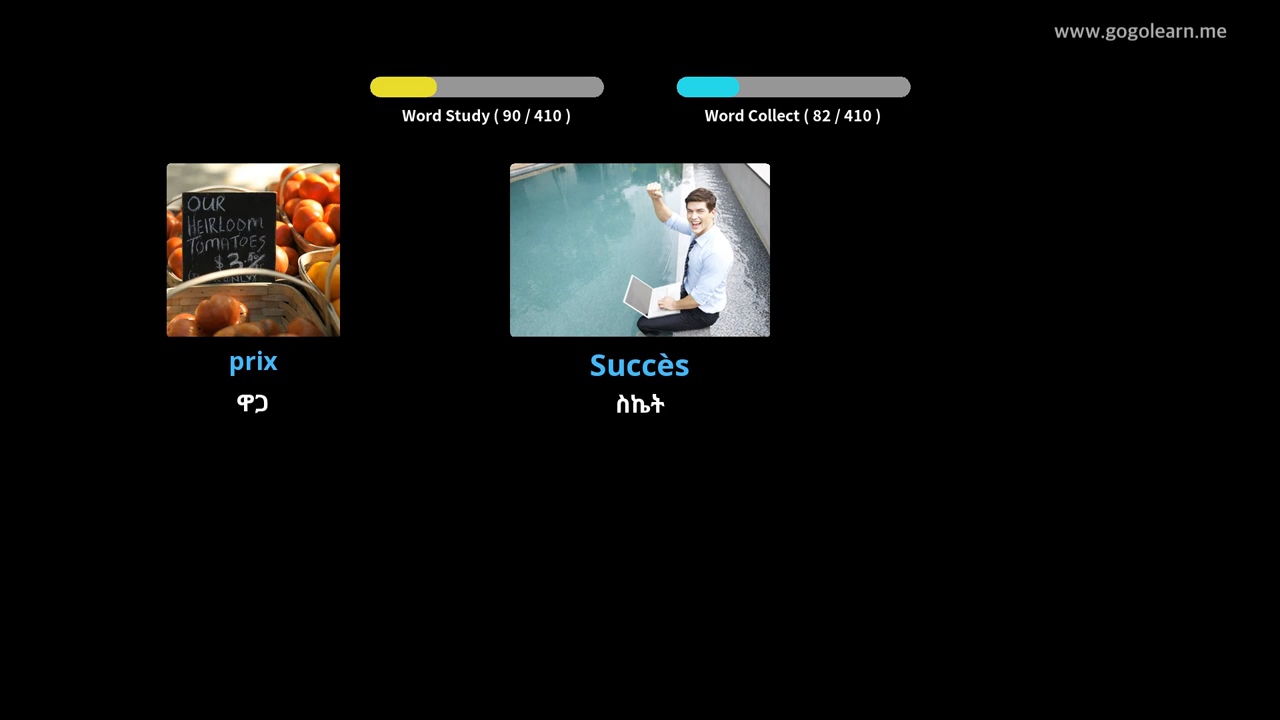 www.gogolearn.me
Word Study ( 90 / 410 )
Word Collect ( 82 / 410 )
OUR
HEIRLOOM
TOMATOES
prix
ዋጋ
Succès
ስኬት